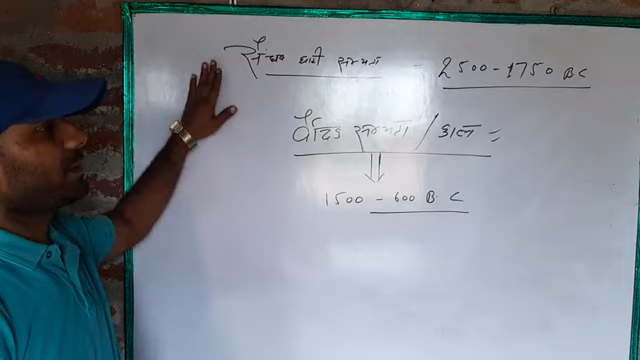 सैन्धव घाटी सभ्यता - 2500-1750 BC
वैदिक सभ्यता / काल =
1500 - 600 B.C